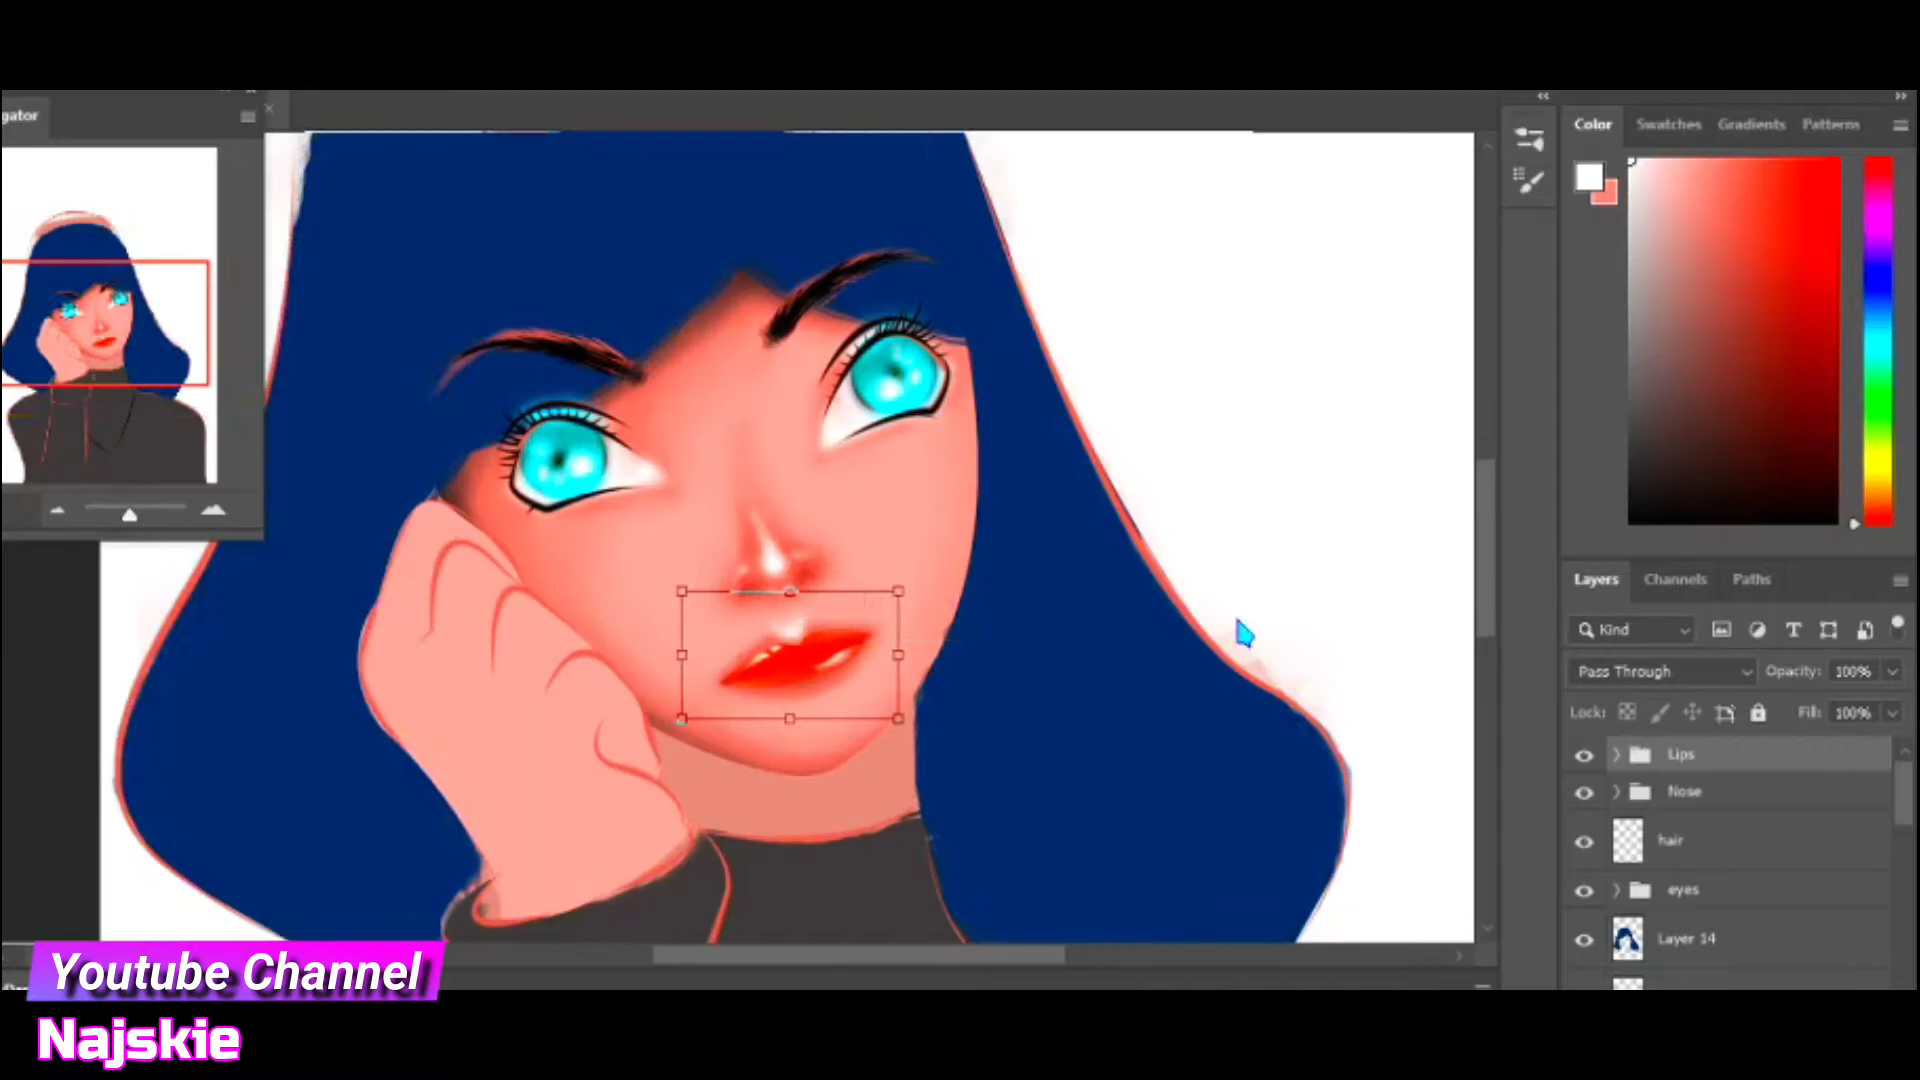 gator
Color Swatches Gradients Patterns
Layers Channels Paths
Kind
Pass Through Opacity: 100%
Lock: Fill: 100%
Lips
Nose
hair
eyes
Layer 14
Youtube Channel
Najskie